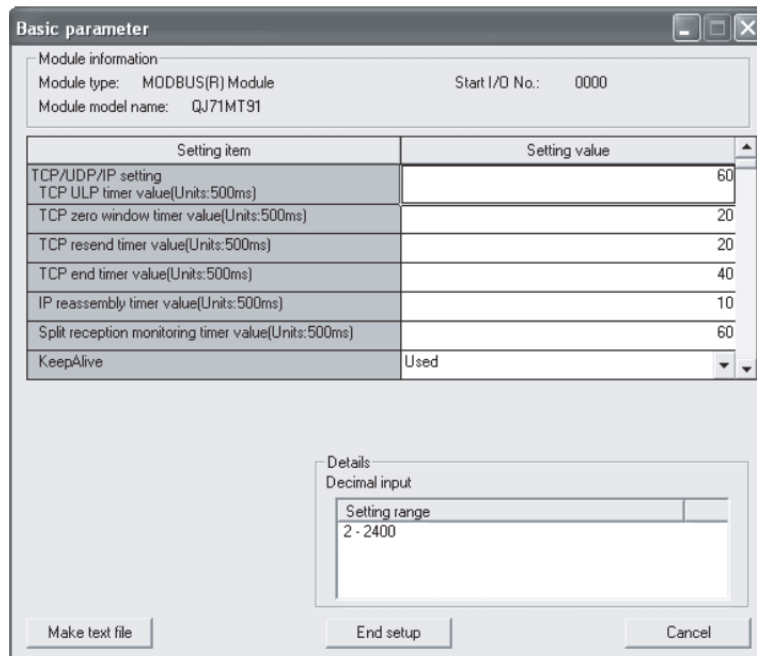 Basic parameter
Module information
Module type: MODBUS(R) Module Start I/O No.: 0000
Module model name: QJ71MT91
Setting item Setting value
TCP/UDP/IP setting
TCP ULP timer value(Units:500ms) 60
TCP zero window timer value(Units:500ms) 20
TCP resend timer value(Units:500ms) 20
TCP end timer value(Units:500ms) 40
IP reassembly timer value(Units:500ms) 10
Split reception monitoring timer value(Units:500ms) 60
KeepAlive Used
Details
Decimal input
Setting range
2 - 2400
Make text file End setup Cancel